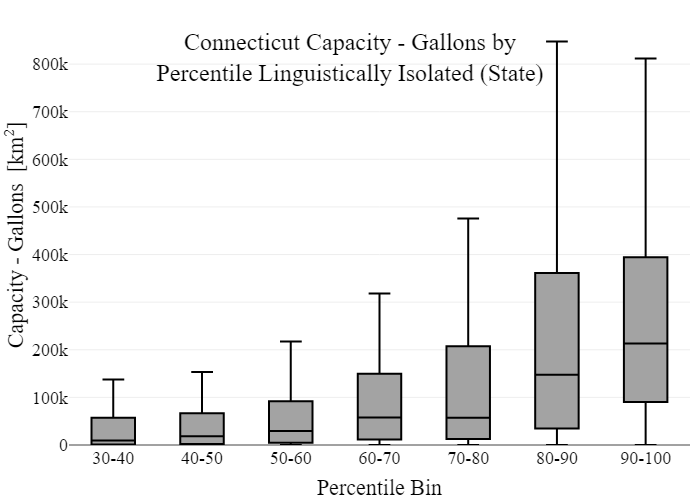 Connecticut Capacity - Gallons by
Percentile Linguistically Isolated (State)
Capacity - Gallons [km²]
800k
700k
600k
500k
400k
300k
200k
100k
0
30-40 40-50 50-60 60-70 70-80 80-90 90-100
Percentile Bin